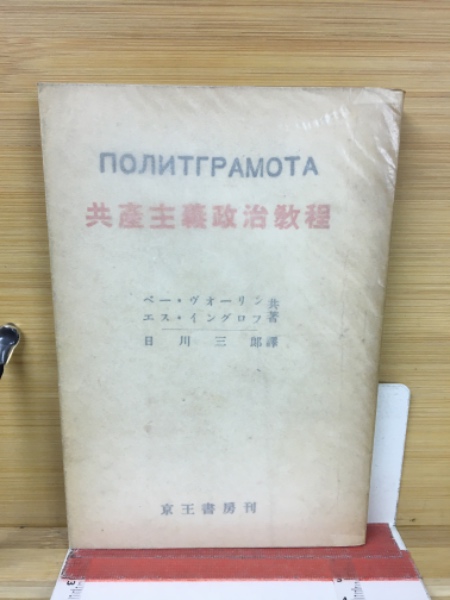 ПОЛИТГРАМОТА
共產主義政治教程
ベー・ヴオーリン 共
エス・イングロフ 著
日川三郎譯
京王書房刊